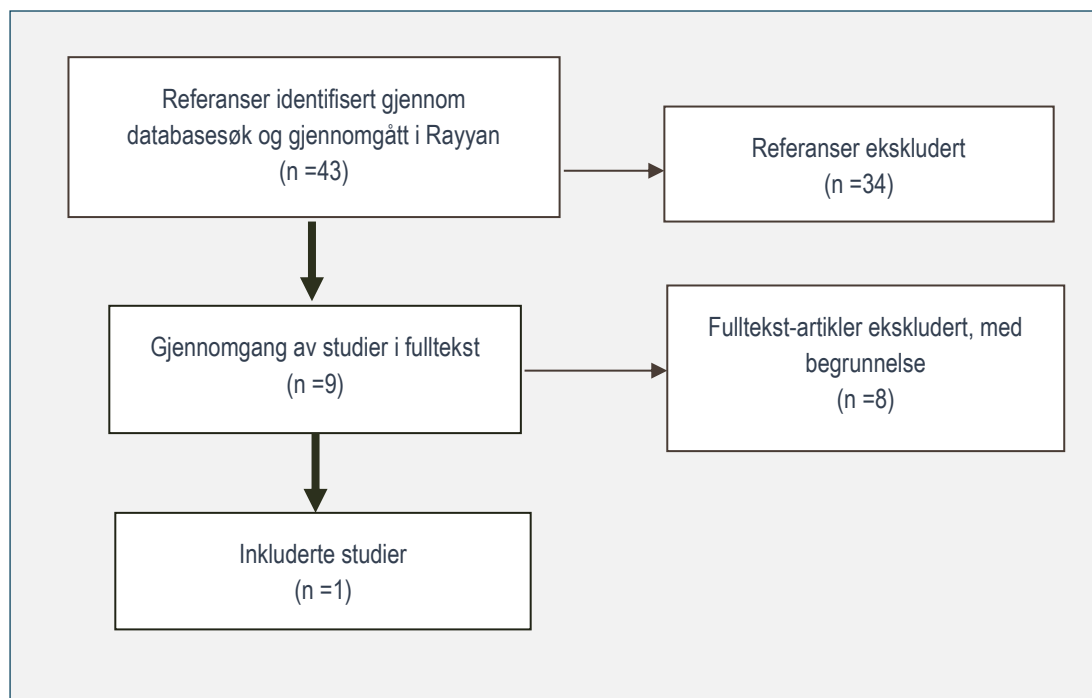 Referanser identifisert gjennom
databasesøk og gjennomgått i Rayyan
(n =43)
Referanser ekskludert
(n =34)
Gjennomgang av studier i fulltekst
(n =9)
Fulltekst-artikler ekskludert, med
begrunnelse
(n =8)
Inkluderte studier
(n =1)